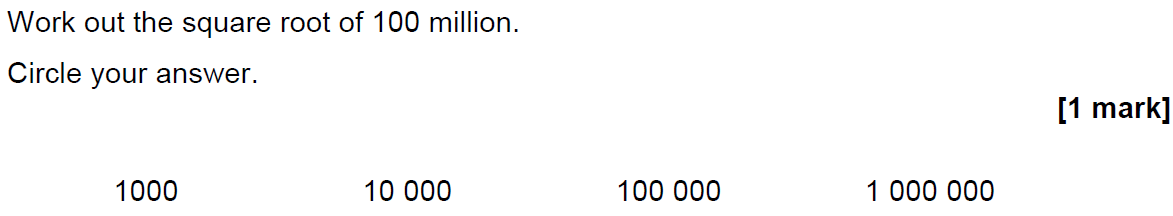 Work out the square root of 100 million.
Circle your answer.
[1 mark]
1000 10 000 100 000 1 000 000